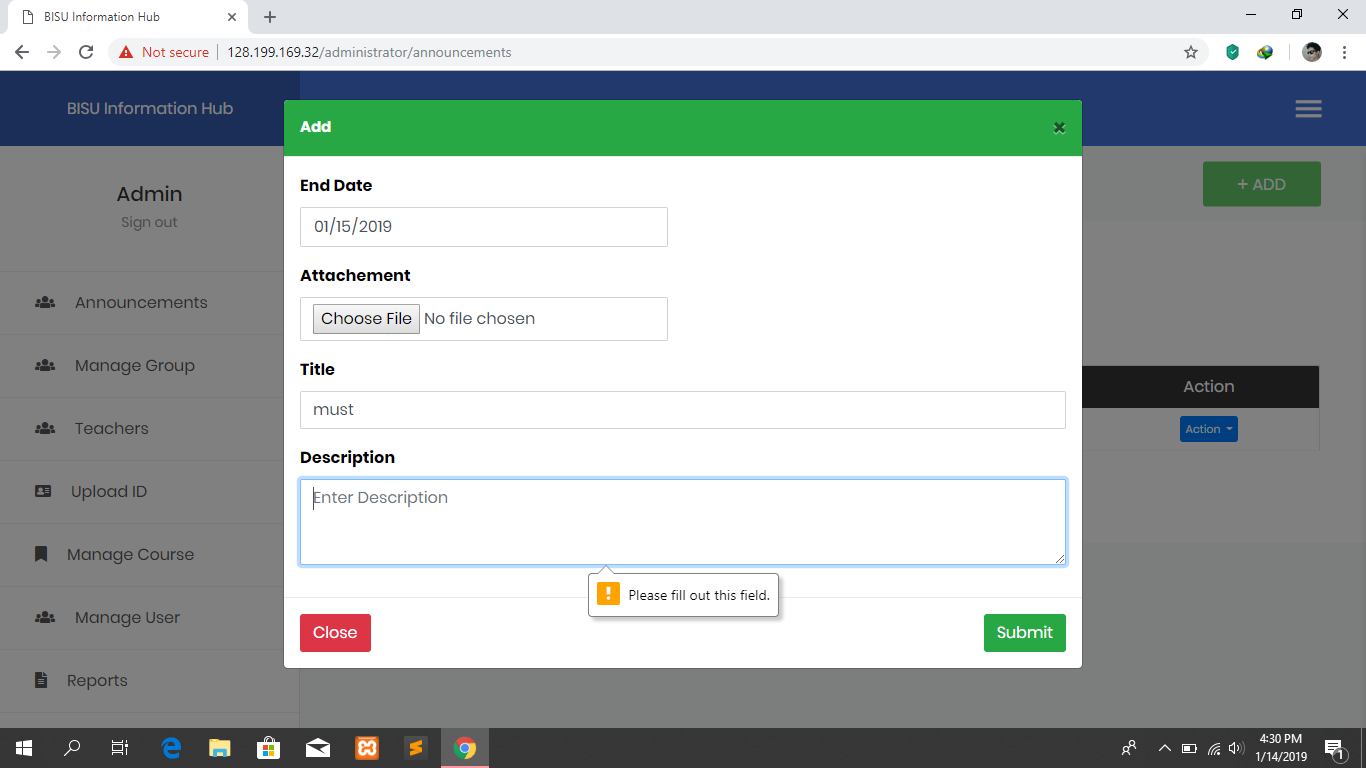 BISU Information Hub
Not secure 128.199.169.32/administrator/announcements
BISU Information Hub
Add
Admin
Sign out
+ ADD
End Date
01/15/2019
Attachement
Choose File No file chosen
Title
must
Description
Enter Description
Please fill out this field.
Close
Submit
Announcements
Manage Group
Teachers
Upload ID
Manage Course
Manage User
Reports
Action
Action
4:30 PM
1/14/2019
1